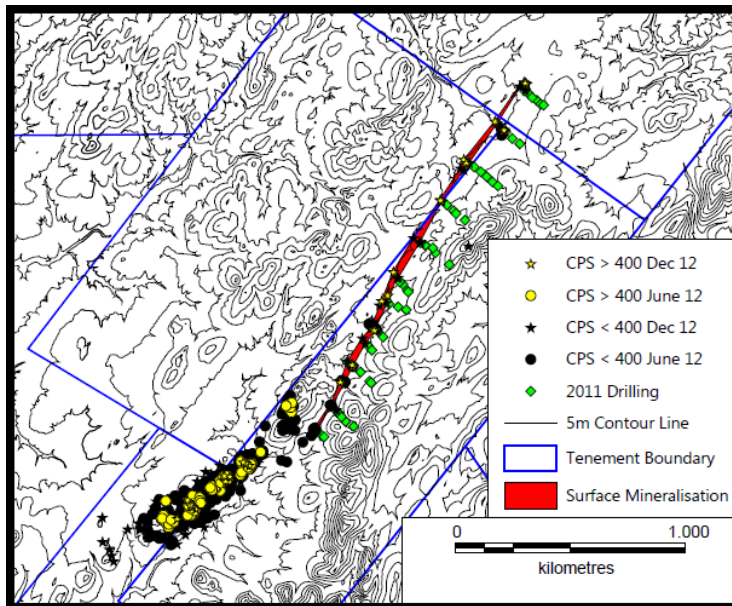 CPS > 400 Dec 12
CPS > 400 June 12
CPS < 400 Dec 12
CPS < 400 June 12
2011 Drilling
5m Contour Line
Tenement Boundary
Surface Mineralisation
0 1.000
kilometres